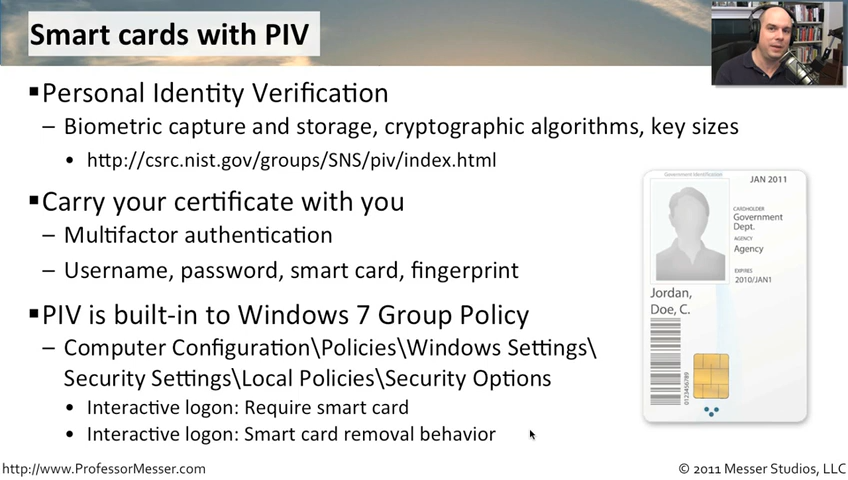 Smart cards with PIV
▪Personal Identity Verification
– Biometric capture and storage, cryptographic algorithms, key sizes
• http://csrc.nist.gov/groups/SNS/piv/index.html
▪Carry your certificate with you
– Multifactor authentication
– Username, password, smart card, fingerprint
▪PIV is built-in to Windows 7 Group Policy
– Computer Configuration\Policies\Windows Settings\
Security Settings\Local Policies\Security Options
• Interactive logon: Require smart card
• Interactive logon: Smart card removal behavior
Government Identification
JAN 2011
CARDHOLDER
Government
Dept.
AGENCY
Agency
EXPIRES
2010/JAN1
Jordan,
Doe, C.
0123456789
http://www.ProfessorMesser.com
© 2011 Messer Studios, LLC